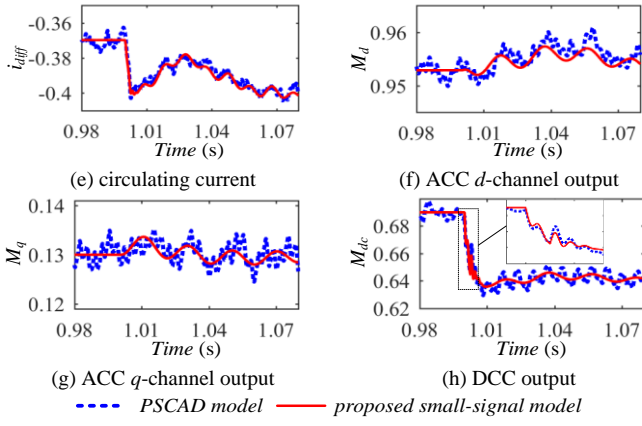 -0.36
-0.38
-0.4
i_diff
0.98 1.01 1.04 1.07
Time (s)
(e) circulating current
0.96
0.95
M_d
0.98 1.01 1.04 1.07
Time (s)
(f) ACC d-channel output
0.14
0.13
0.12
M_q
0.98 1.01 1.04 1.07
Time (s)
(g) ACC q-channel output
0.68
0.66
0.64
0.62
M_dc
0.98 1.01 1.04 1.07
Time (s)
(h) DCC output
PSCAD model proposed small-signal model